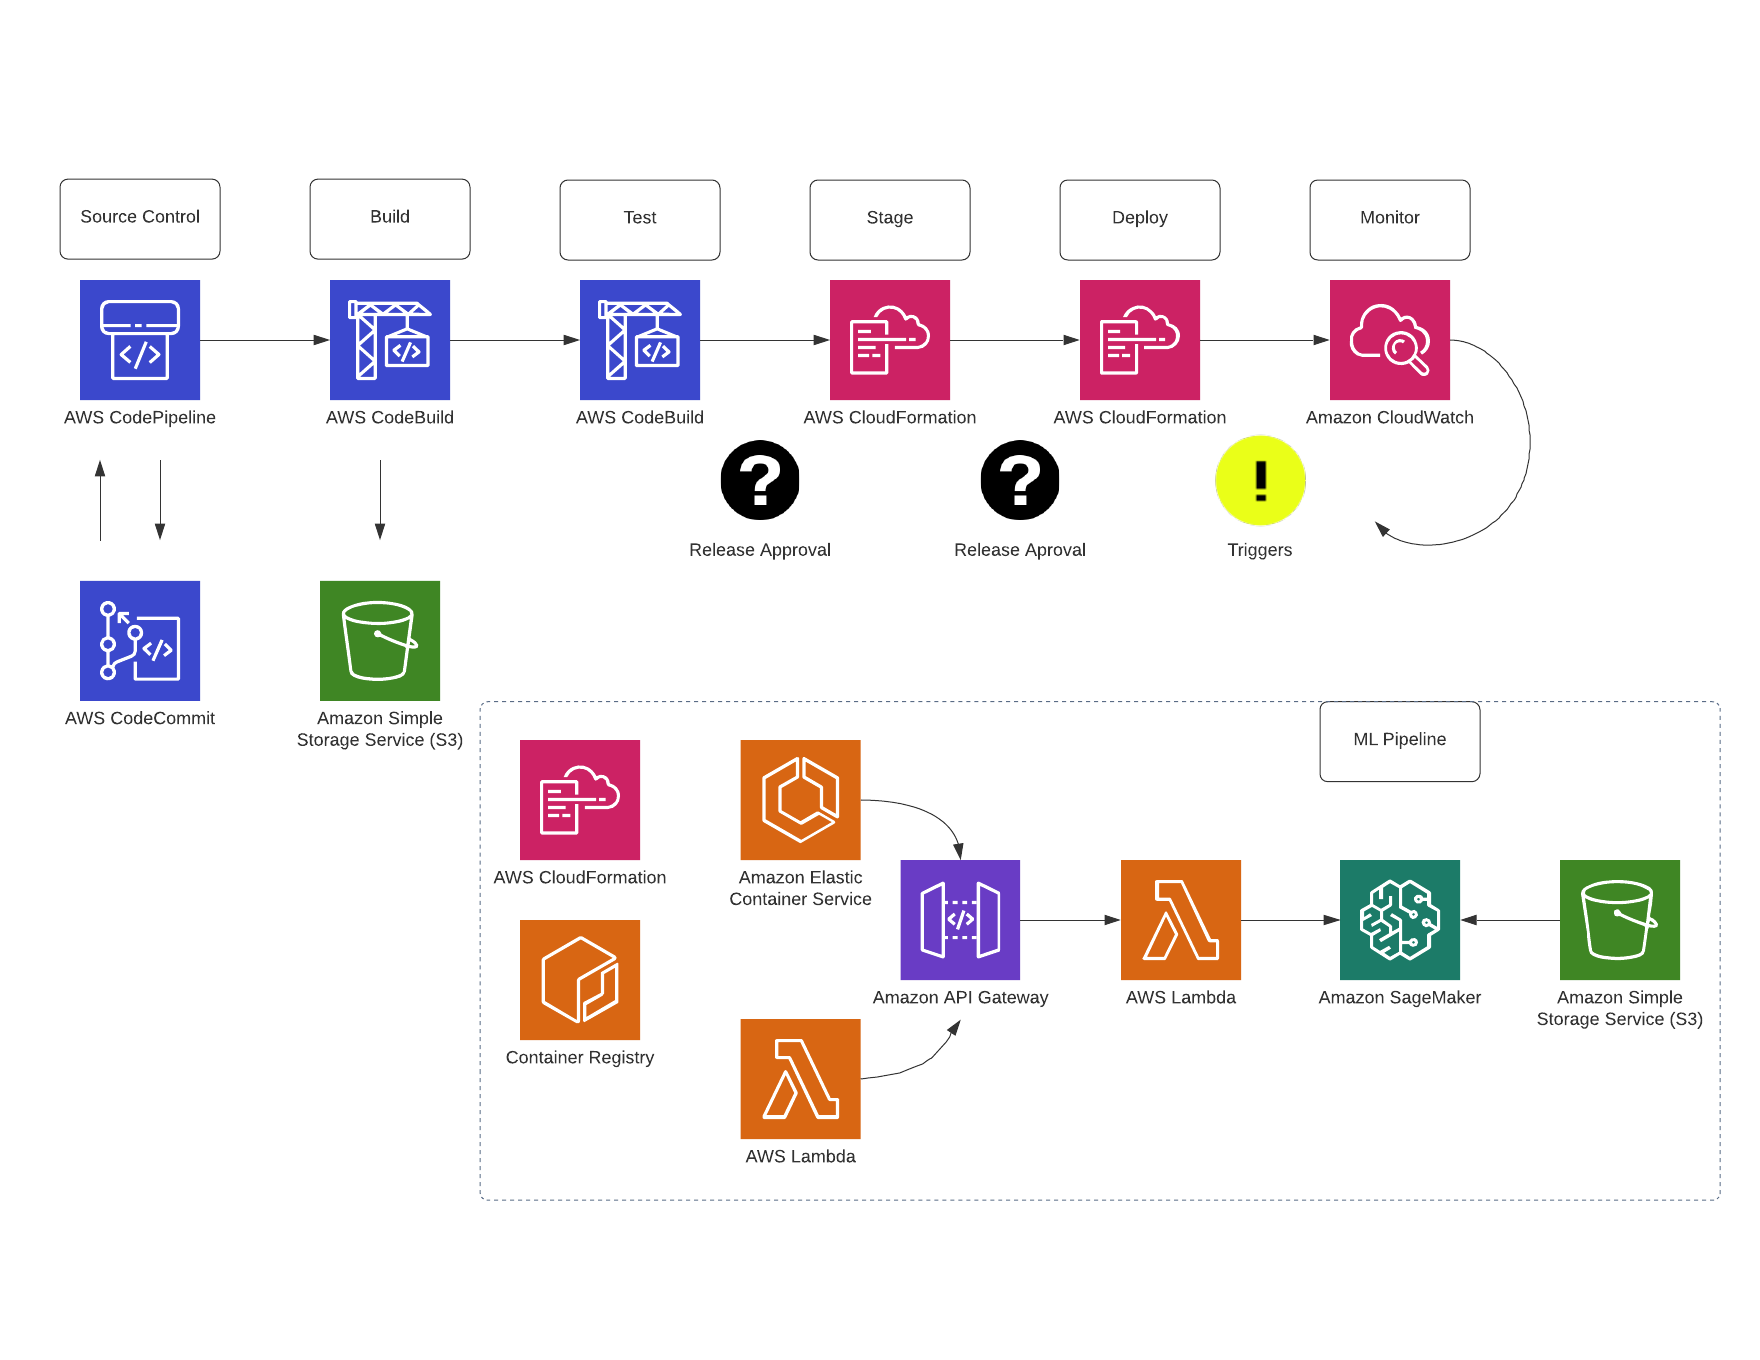 Source Control
Build
Test
Stage
Deploy
Monitor
AWS CodePipeline
AWS CodeBuild
AWS CodeBuild
AWS CloudFormation
AWS CloudFormation
Amazon CloudWatch
?
?
!
Release Approval
Release Aproval
Triggers
AWS CodeCommit
Amazon Simple
Storage Service (S3)
ML Pipeline
AWS CloudFormation
Amazon Elastic
Container Service
Container Registry
Amazon API Gateway
AWS Lambda
Amazon SageMaker
Amazon Simple
Storage Service (S3)
AWS Lambda